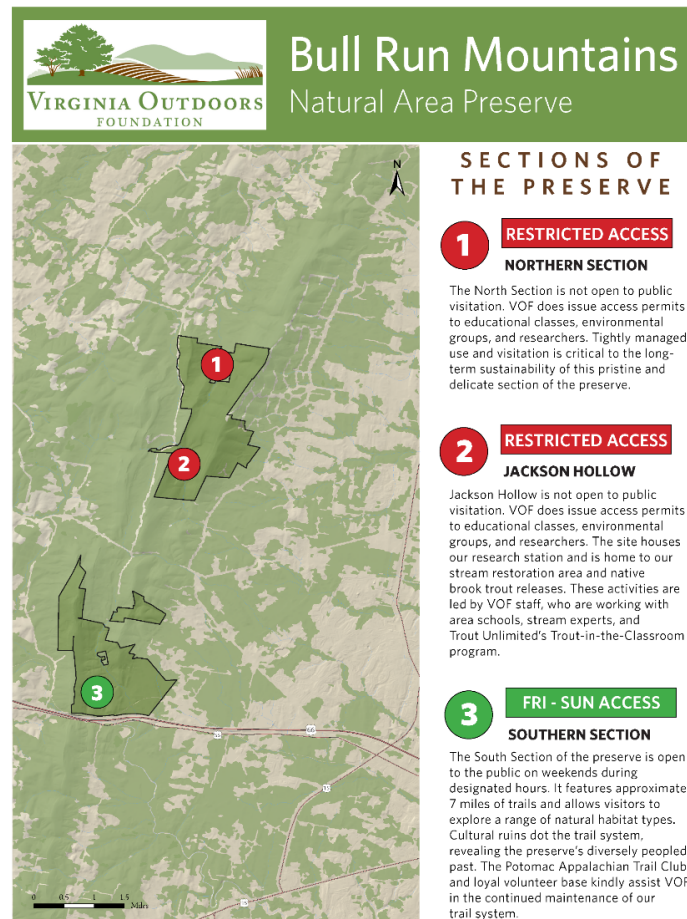 VIRGINIA OUTDOORS
FOUNDATION
Bull Run Mountains
Natural Area Preserve
N
1
2
3
66
55
15
0 0.5 1 1.5
Miles
SECTIONS OF
THE PRESERVE
1
RESTRICTED ACCESS
NORTHERN SECTION
The North Section is not open to public
visitation. VOF does issue access permits
to educational classes, environmental
groups, and researchers. Tightly managed
use and visitation is critical to the long-
term sustainability of this pristine and
delicate section of the preserve.
2
RESTRICTED ACCESS
JACKSON HOLLOW
Jackson Hollow is not open to public
visitation. VOF does issue access permits
to educational classes, environmental
groups, and researchers. The site houses
our research station and is home to our
stream restoration area and native
brook trout releases. These activities are
led by VOF staff, who are working with
area schools, stream experts, and
Trout Unlimited's Trout-in-the-Classroom
program.
3
FRI - SUN ACCESS
SOUTHERN SECTION
The South Section of the preserve is open
to the public on weekends during
designated hours. It features approximate
7 miles of trails and allows visitors to
explore a range of natural habitat types.
Cultural ruins dot the trail system,
revealing the preserve's diversely peopled
past. The Potomac Appalachian Trail Club
and loyal volunteer base kindly assist VOF
in the continued maintenance of our
trail system.